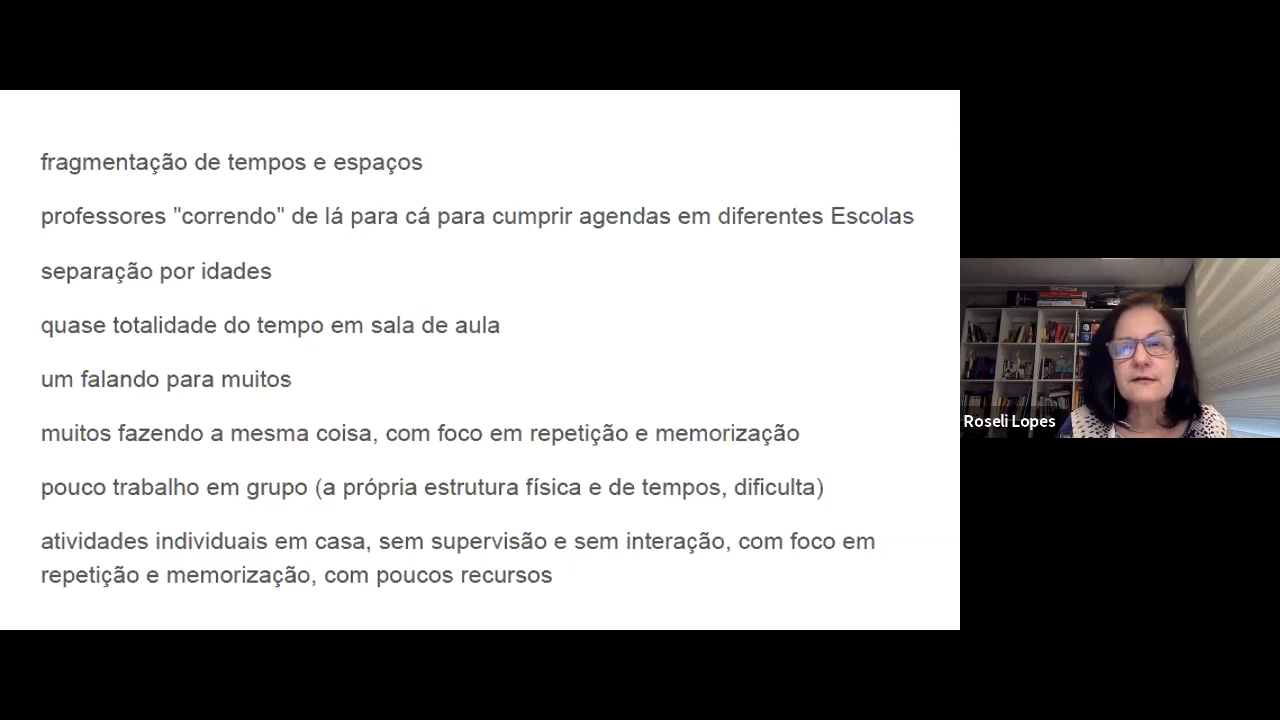 fragmentação de tempos e espaços
professores "correndo" de lá para cá para cumprir agendas em diferentes Escolas
separação por idades
quase totalidade do tempo em sala de aula
um falando para muitos
muitos fazendo a mesma coisa, com foco em repetição e memorização
pouco trabalho em grupo (a própria estrutura física e de tempos, dificulta)
atividades individuais em casa, sem supervisão e sem interação, com foco em
repetição e memorização, com poucos recursos
Roseli Lopes